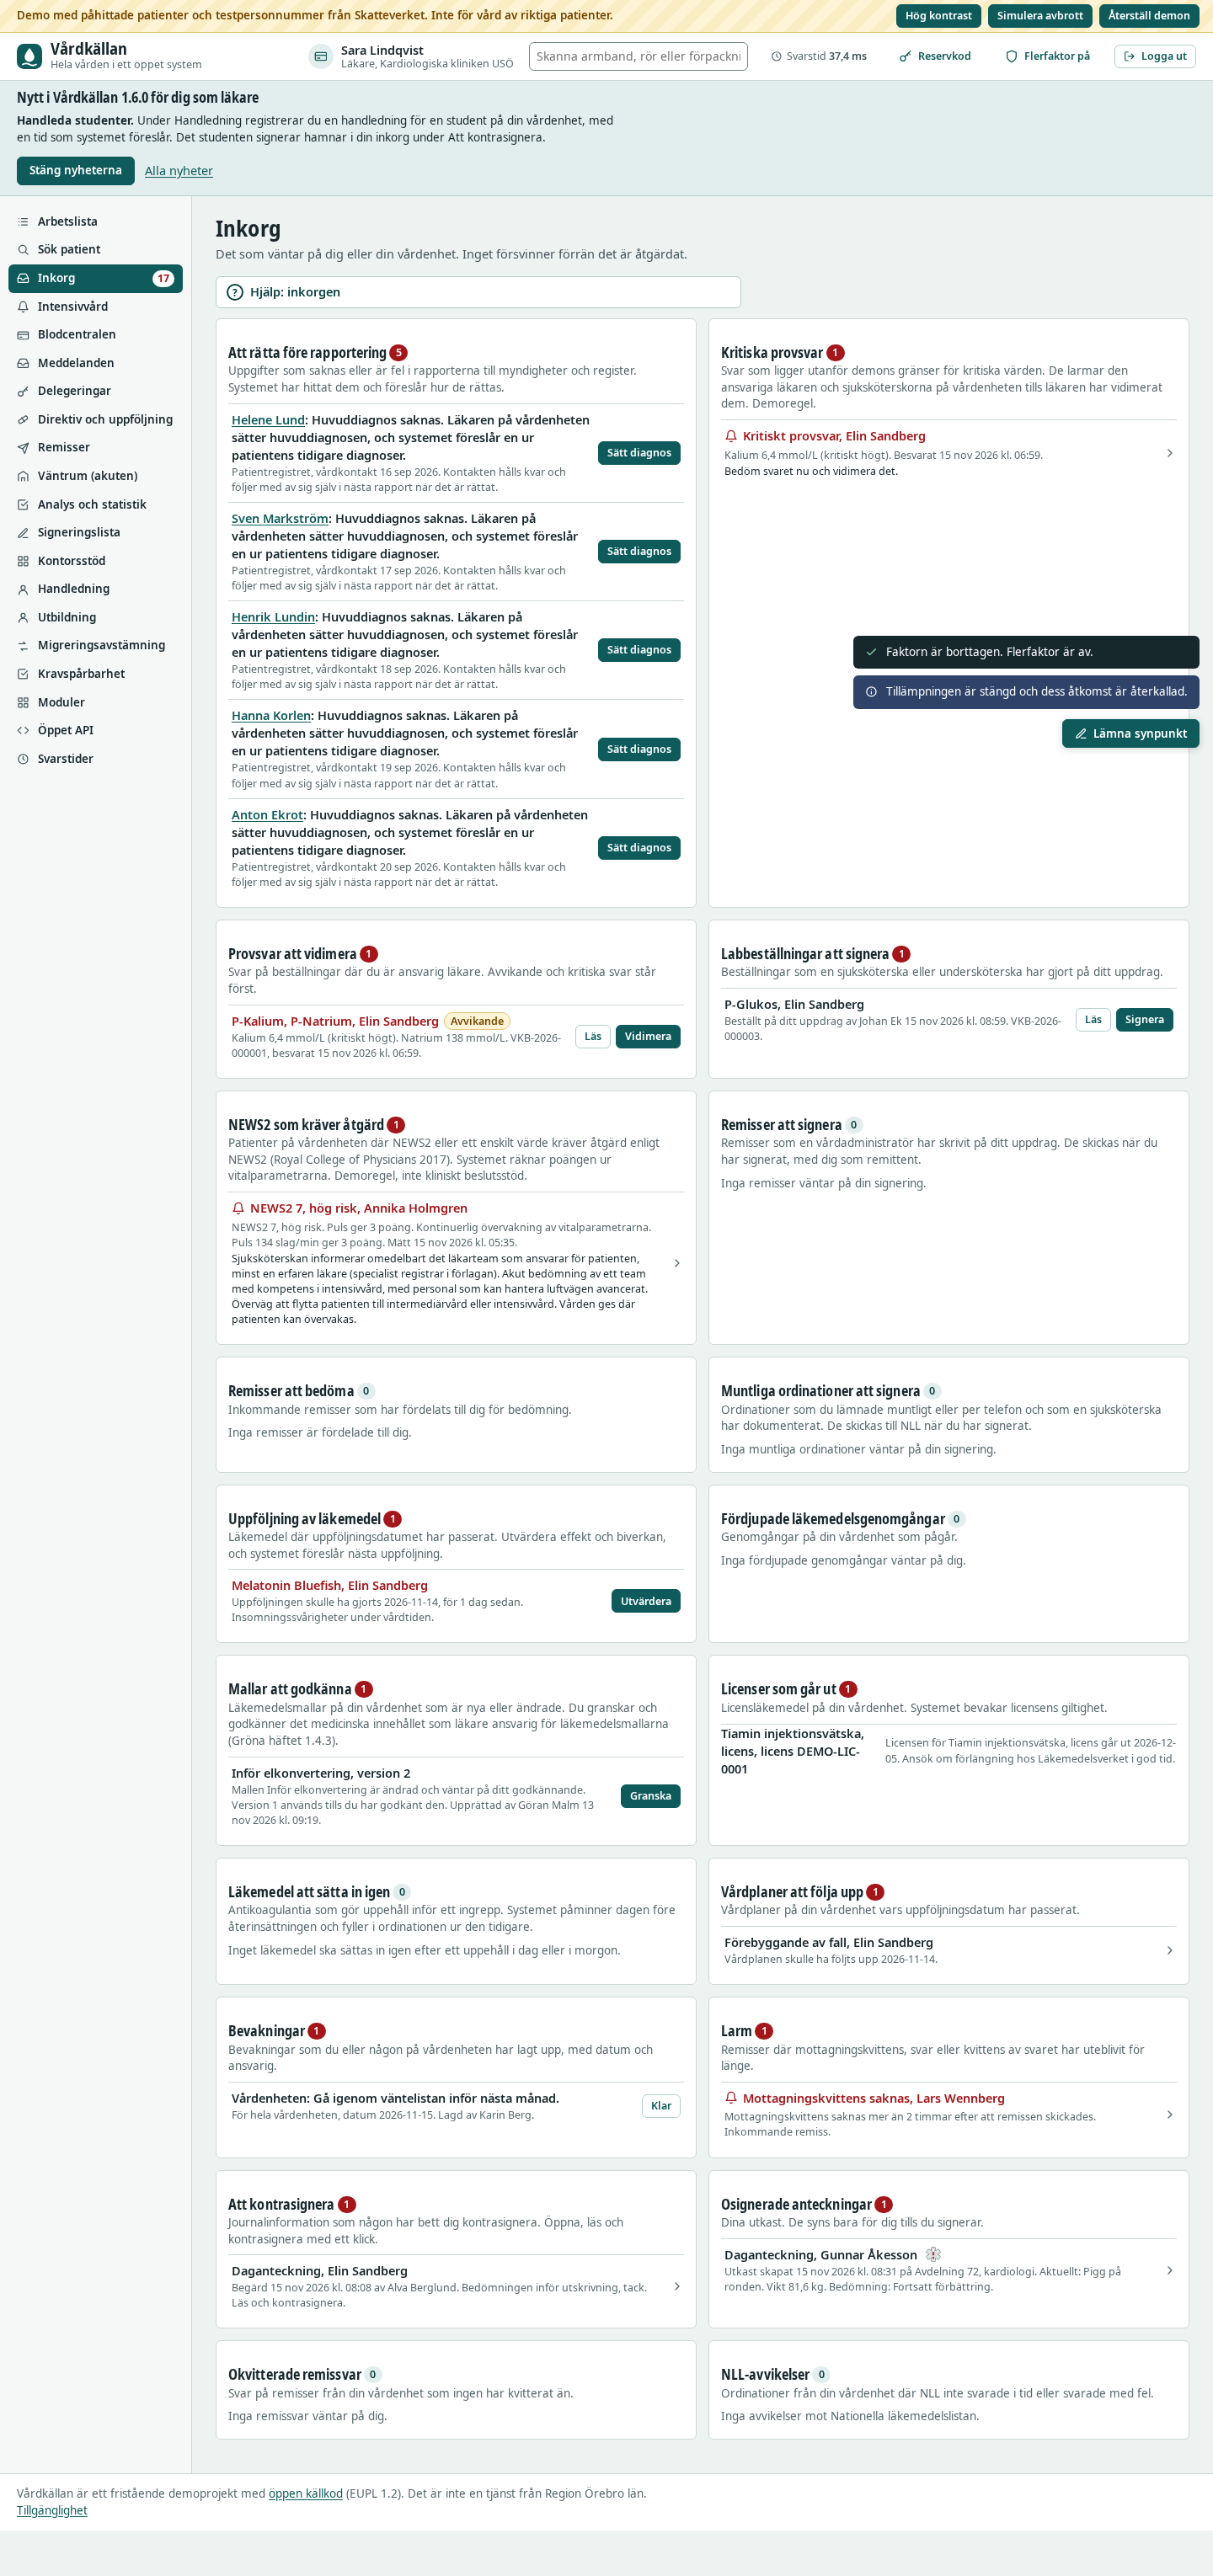 Demo med påhittade patienter och testpersonnummer från Skatteverket. Inte för vård av riktiga patienter.
Hög kontrast
Simulera avbrott
Återställ demon
Vårdkällan
Hela vården i ett öppet system
Sara Lindqvist
Läkare, Kardiologiska kliniken USÖ
Skanna armband, rör eller förpackni
Svarstid 37,4 ms
Reservkod
Flerfaktor på
Logga ut
Nytt i Vårdkällan 1.6.0 för dig som läkare
Handleda studenter. Under Handledning registrerar du en handledning för en student på din vårdenhet, med
en tid som systemet föreslår. Det studenten signerar hamnar i din inkorg under Att kontrasignera.
Stäng nyheterna
Alla nyheter
Arbetslista
Sök patient
Inkorg
17
Intensivvård
Blodcentralen
Meddelanden
Delegeringar
Direktiv och uppföljning
Remisser
Väntrum (akuten)
Analys och statistik
Signeringslista
Kontorsstöd
Handledning
Utbildning
Migreringsavstämning
Kravspårbarhet
Moduler
Öppet API
Svarstider
Inkorg
Det som väntar på dig eller din vårdenhet. Inget försvinner förrän det är åtgärdat.
? Hjälp: inkorgen
Att rätta före rapportering 5
Uppgifter som saknas eller är fel i rapporterna till myndigheter och register.
Systemet har hittat dem och föreslår hur de rättas.
Helene Lund: Huvuddiagnos saknas. Läkaren på vårdenheten
sätter huvuddiagnosen, och systemet föreslår en ur
patientens tidigare diagnoser.
Patientregistret, vårdkontakt 16 sep 2026. Kontakten hålls kvar och
följer med av sig själv i nästa rapport när det är rättat.
Sätt diagnos
Sven Markström: Huvuddiagnos saknas. Läkaren på
vårdenheten sätter huvuddiagnosen, och systemet föreslår
en ur patientens tidigare diagnoser.
Patientregistret, vårdkontakt 17 sep 2026. Kontakten hålls kvar och
följer med av sig själv i nästa rapport när det är rättat.
Sätt diagnos
Henrik Lundin: Huvuddiagnos saknas. Läkaren på
vårdenheten sätter huvuddiagnosen, och systemet föreslår
en ur patientens tidigare diagnoser.
Patientregistret, vårdkontakt 18 sep 2026. Kontakten hålls kvar och
följer med av sig själv i nästa rapport när det är rättat.
Sätt diagnos
Hanna Korlen: Huvuddiagnos saknas. Läkaren på
vårdenheten sätter huvuddiagnosen, och systemet föreslår
en ur patientens tidigare diagnoser.
Patientregistret, vårdkontakt 19 sep 2026. Kontakten hålls kvar och
följer med av sig själv i nästa rapport när det är rättat.
Sätt diagnos
Anton Ekrot: Huvuddiagnos saknas. Läkaren på vårdenheten
sätter huvuddiagnosen, och systemet föreslår en ur
patientens tidigare diagnoser.
Patientregistret, vårdkontakt 20 sep 2026. Kontakten hålls kvar och
följer med av sig själv i nästa rapport när det är rättat.
Sätt diagnos
Kritiska provsvar 1
Svar som ligger utanför demons gränser för kritiska värden. De larmar den
ansvariga läkaren och sjuksköterskorna på vårdenheten tills läkaren har vidimerat
dem. Demoregel.
Kritiskt provsvar, Elin Sandberg
Kalium 6,4 mmol/L (kritiskt högt). Besvarat 15 nov 2026 kl. 06:59.
Bedöm svaret nu och vidimera det.
Faktorn är borttagen. Flerfaktor är av.
Tillämpningen är stängd och dess åtkomst är återkallad.
Lämna synpunkt
Provsvar att vidimera 1
Svar på beställningar där du är ansvarig läkare. Avvikande och kritiska svar står
först.
P-Kalium, P-Natrium, Elin Sandberg Avvikande
Kalium 6,4 mmol/L (kritiskt högt). Natrium 138 mmol/L. VKB-2026-
000001, besvarat 15 nov 2026 kl. 06:59.
Läs
Vidimera
Labbeställningar att signera 1
Beställningar som en sjuksköterska eller undersköterska har gjort på ditt uppdrag.
P-Glukos, Elin Sandberg
Beställt på ditt uppdrag av Johan Ek 15 nov 2026 kl. 08:59. VKB-2026-
000003.
Läs
Signera
NEWS2 som kräver åtgärd 1
Patienter på vårdenheten där NEWS2 eller ett enskilt värde kräver åtgärd enligt
NEWS2 (Royal College of Physicians 2017). Systemet räknar poängen ur
vitalparametrarna. Demoregel, inte kliniskt beslutsstöd.
NEWS2 7, hög risk, Annika Holmgren
NEWS2 7, hög risk. Puls ger 3 poäng. Kontinuerlig övervakning av vitalparametrarna.
Puls 134 slag/min ger 3 poäng. Mätt 15 nov 2026 kl. 05:35.
Sjuksköterskan informerar omedelbart det läkarteam som ansvarar för patienten,
minst en erfaren läkare (specialist registrar i förlagan). Akut bedömning av ett team
med kompetens i intensivvård, med personal som kan hantera luftvägen avancerat.
Överväg att flytta patienten till intermediärvård eller intensivvård. Vården ges där
patienten kan övervakas.
Remisser att signera 0
Remisser som en vårdadministratör har skrivit på ditt uppdrag. De skickas när du
har signerat, med dig som remittent.
Inga remisser väntar på din signering.
Remisser att bedöma 0
Inkommande remisser som har fördelats till dig för bedömning.
Inga remisser är fördelade till dig.
Muntliga ordinationer att signera 0
Ordinationer som du lämnade muntligt eller per telefon och som en sjuksköterska
har dokumenterat. De skickas till NLL när du har signerat.
Inga muntliga ordinationer väntar på din signering.
Uppföljning av läkemedel 1
Läkemedel där uppföljningsdatumet har passerat. Utvärdera effekt och biverkan,
och systemet föreslår nästa uppföljning.
Melatonin Bluefish, Elin Sandberg
Uppföljningen skulle ha gjorts 2026-11-14, för 1 dag sedan.
Insomningssvårigheter under vårdtiden.
Utvärdera
Fördjupade läkemedelsgenomgångar 0
Genomgångar på din vårdenhet som pågår.
Inga fördjupade genomgångar väntar på dig.
Mallar att godkänna 1
Läkemedelsmallar på din vårdenhet som är nya eller ändrade. Du granskar och
godkänner det medicinska innehållet som läkare ansvarig för läkemedelsmallarna
(Gröna häftet 1.4.3).
Inför elkonvertering, version 2
Mallen Inför elkonvertering är ändrad och väntar på ditt godkännande.
Version 1 används tills du har godkänt den. Upprättad av Göran Malm 13
nov 2026 kl. 09:19.
Granska
Licenser som går ut 1
Licensläkemedel på din vårdenhet. Systemet bevakar licensens giltighet.
Tiamin injektionsvätska,
licens, licens DEMO-LIC-
0001
Licensen för Tiamin injektionsvätska, licens går ut 2026-12-
05. Ansök om förlängning hos Läkemedelsverket i god tid.
Läkemedel att sätta in igen 0
Antikoagulantia som gör uppehåll inför ett ingrepp. Systemet påminner dagen före
återinsättningen och fyller i ordinationen ur den tidigare.
Inget läkemedel ska sättas in igen efter ett uppehåll i dag eller i morgon.
Vårdplaner att följa upp 1
Vårdplaner på din vårdenhet vars uppföljningsdatum har passerat.
Förebyggande av fall, Elin Sandberg
Vårdplanen skulle ha följts upp 2026-11-14.
Bevakningar 1
Bevakningar som du eller någon på vårdenheten har lagt upp, med datum och
ansvarig.
Vårdenheten: Gå igenom väntelistan inför nästa månad.
För hela vårdenheten, datum 2026-11-15. Lagd av Karin Berg.
Klar
Larm 1
Remisser där mottagningskvittens, svar eller kvittens av svaret har uteblivit för
länge.
Mottagningskvittens saknas, Lars Wennberg
Mottagningskvittens saknas mer än 2 timmar efter att remissen skickades.
Inkommande remiss.
Att kontrasignera 1
Journalinformation som någon har bett dig kontrasignera. Öppna, läs och
kontrasignera med ett klick.
Daganteckning, Elin Sandberg
Begärd 15 nov 2026 kl. 08:08 av Alva Berglund. Bedömningen inför utskrivning, tack.
Läs och kontrasignera.
Osignerade anteckningar 1
Dina utkast. De syns bara för dig tills du signerar.
Daganteckning, Gunnar Åkesson
Utkast skapat 15 nov 2026 kl. 08:31 på Avdelning 72, kardiologi. Aktuellt: Pigg på
ronden. Vikt 81,6 kg. Bedömning: Fortsatt förbättring.
Okvitterade remissvar 0
Svar på remisser från din vårdenhet som ingen har kvitterat än.
Inga remissvar väntar på dig.
NLL-avvikelser 0
Ordinationer från din vårdenhet där NLL inte svarade i tid eller svarade med fel.
Inga avvikelser mot Nationella läkemedelslistan.
Vårdkällan är ett fristående demoprojekt med öppen källkod (EUPL 1.2). Det är inte en tjänst från Region Örebro län.
Tillgänglighet